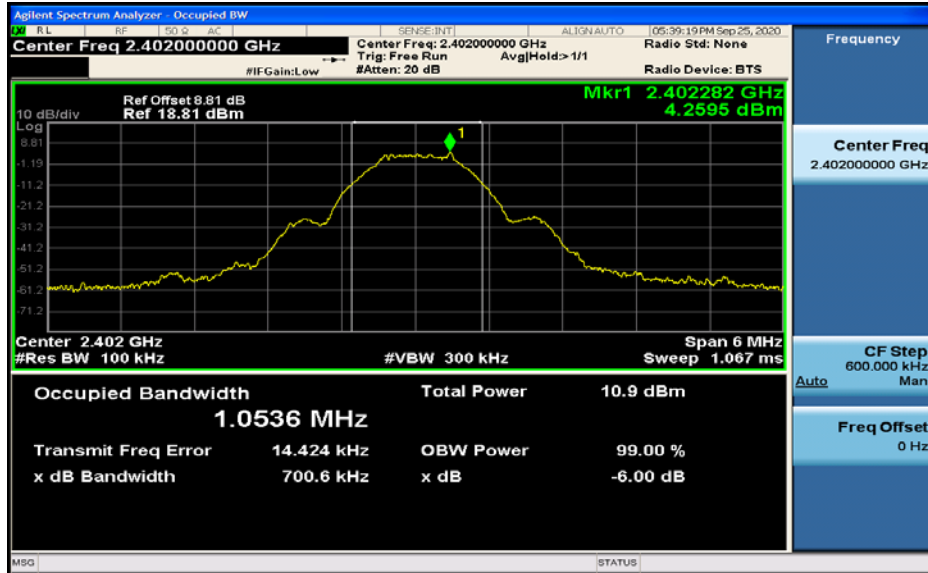 Agilent Spectrum Analyzer - Occupied BW
LXI RL RF 50 Ω AC SENSE:INT ALIGNAUTO 05:39:19 PM Sep 25, 2020
Center Freq 2.402000000 GHz
Center Freq: 2.402000000 GHz
Radio Std: None
Trig: Free Run Avg|Hold:>1/1
#IFGain:Low
#Atten: 20 dB
Radio Device: BTS
Frequency
Ref Offset 8.81 dB
10 dB/div Ref 18.81 dBm
Mkr1 2.402282 GHz
4.2595 dBm
Log
8.81
1
-1.19
-11.2
-21.2
-31.2
-41.2
-51.2
-61.2
-71.2
Center 2.402 GHz
Span 6 MHz
#Res BW 100 kHz
#VBW 300 kHz
Sweep 1.067 ms
Occupied Bandwidth
1.0536 MHz
Total Power 10.9 dBm
Transmit Freq Error 14.424 kHz
OBW Power 99.00 %
x dB Bandwidth 700.6 kHz
x dB -6.00 dB
Center Freq
2.402000000 GHz
CF Step
600.000 kHz
Auto Man
Freq Offset
0 Hz
MSG
STATUS